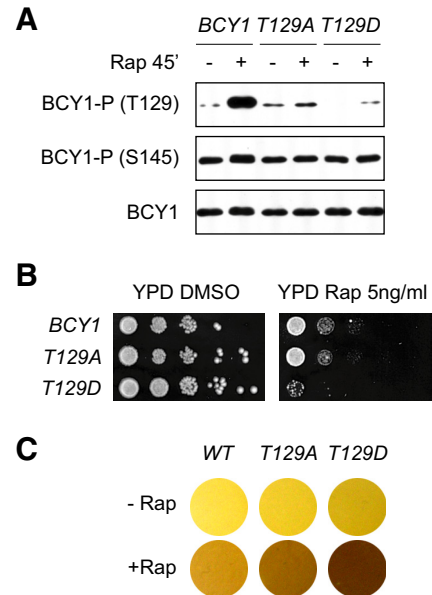 A
BCY1 T129A T129D
Rap 45' - + - + - +
BCY1-P (T129)
BCY1-P (S145)
BCY1
B
YPD DMSO YPD Rap 5ng/ml
BCY1
T129A
T129D
C
WT T129A T129D
- Rap
+Rap